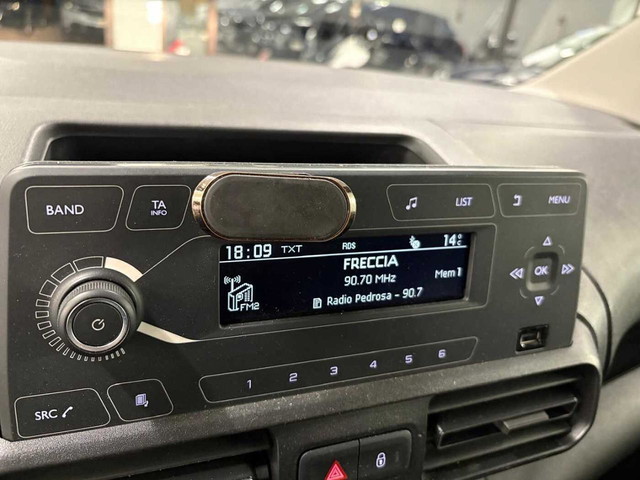 BAND
TA
INFO
LIST
MENU
18:09 TXT RDS 14°C
FRECCIA
90.70 MHz
Mem 1
FM2
Radio Pedrosa - 90.7
OK
1 2 3 4 5 6
SRC